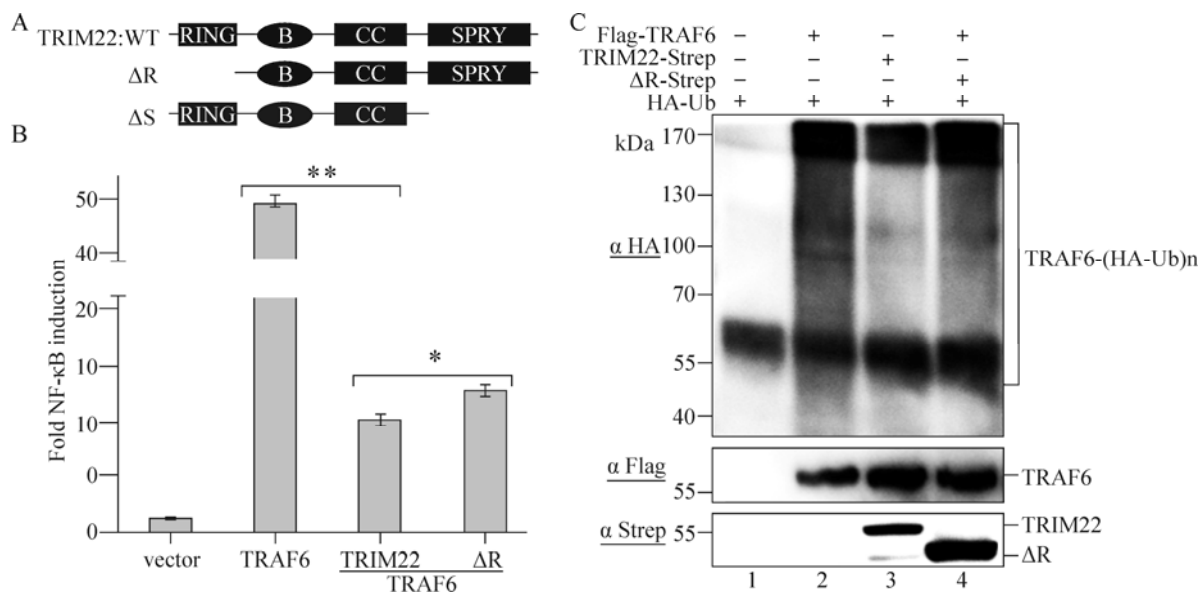 A
TRIM22:WT RING B CC SPRY
ΔR B CC SPRY
ΔS RING B CC
B
Fold NF-κB induction
50
40
20
10
10
0
0
**
*
vector TRAF6 TRIM22 ΔR
TRAF6
C
Flag-TRAF6 – + – +
TRIM22-Strep – – + –
ΔR-Strep – – – +
HA-Ub + + + +
kDa 170
130
α HA 100
70
55
40
TRAF6-(HA-Ub)n
α Flag
55
TRAF6
α Strep 55
TRIM22
ΔR
1 2 3 4